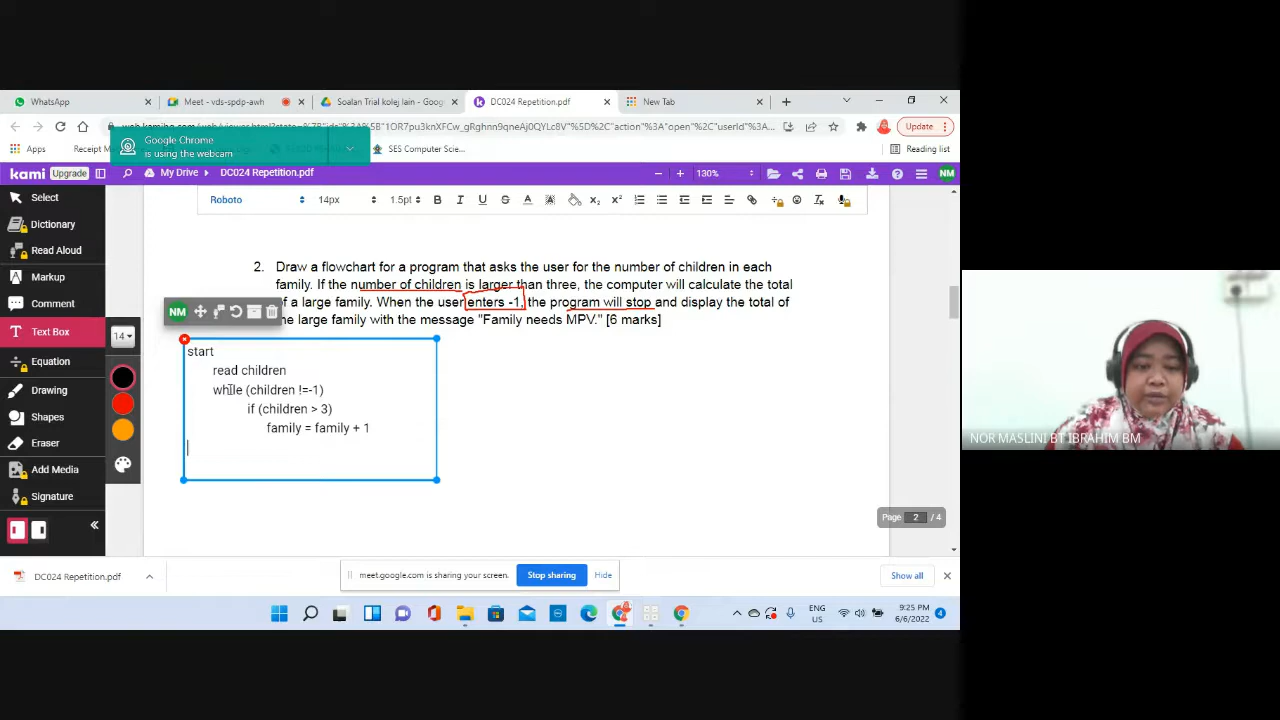 WhatsApp
Meet - vds-spdp-awh
Soalan Trial kolej lain - Goog
DC024 Repetition.pdf
New Tab
Update
Apps
Receipt M
SES Computer Scie...
Reading list
Google Chrome
is using the webcam
kami Upgrade
My Drive
DC024 Repetition.pdf
130%
NM
Select
Dictionary
Read Aloud
Markup
Comment
Text Box
Equation
Drawing
Shapes
Eraser
Add Media
Signature
Roboto
14px
1.5pt
B I U S A A
2. Draw a flowchart for a program that asks the user for the number of children in each
family. If the number of children is larger than three, the computer will calculate the total
of a large family. When the user enters -1, the program will stop and display the total of
he large family with the message "Family needs MPV." [6 marks]
NM
14
start
read children
while (children !=-1)
if (children > 3)
family = family + 1
Page 2 / 4
NOR MASLINI BT IBRAHIM BM
DC024 Repetition.pdf
meet.google.com is sharing your screen.
Stop sharing
Hide
Show all
ENG
US
9:25 PM
6/6/2022
4